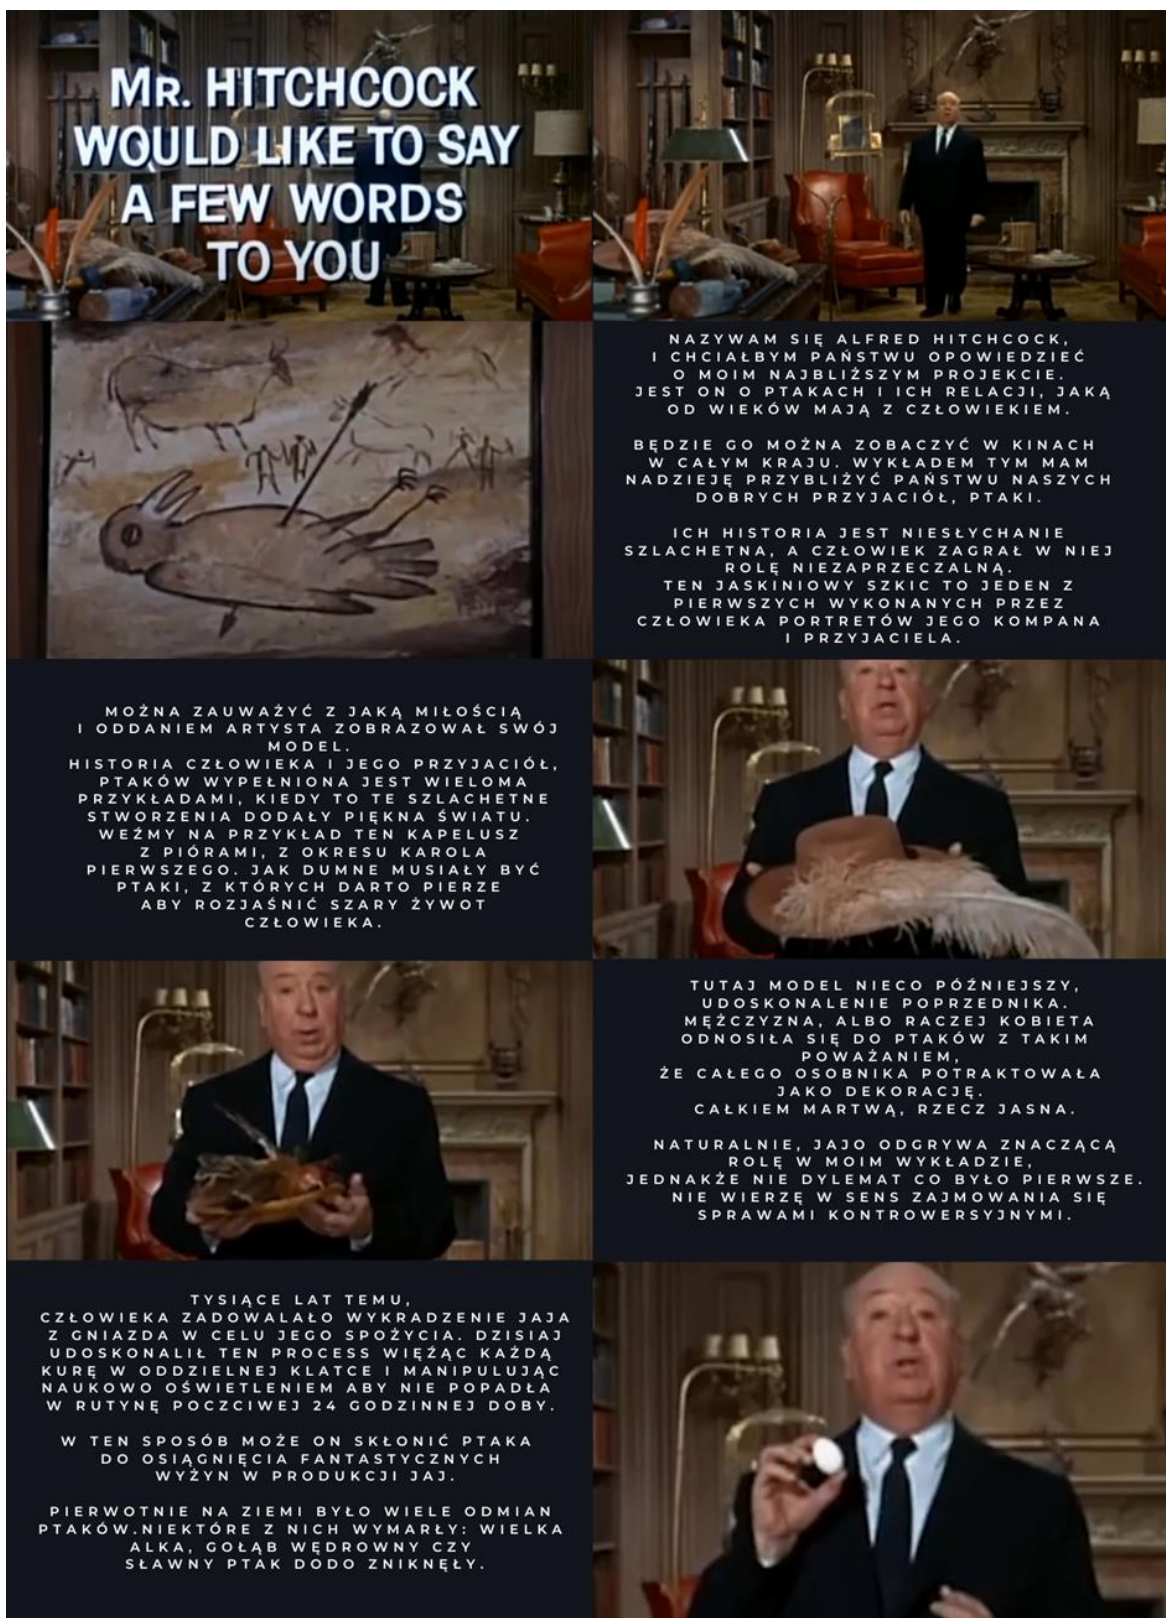 MR. HITCHCOCK
WOULD LIKE TO SAY
A FEW WORDS
TO YOU
NAZYWAM SIĘ ALFRED HITCHCOCK,
I CHCIAŁBYM PAŃSTWU OPOWIEDZIEĆ
O MOIM NAJBLIŻSZYM PROJEKCIE.
JEST ON O PTAKACH I ICH RELACJI, JAKĄ
OD WIEKÓW MAJĄ Z CZŁOWIEKIEM.
BĘDZIE GO MOŻNA ZOBACZYĆ W KINACH
W CAŁYM KRAJU. WYKŁADEM TYM MAM
NADZIEJĘ PRZYBLIŻYĆ PAŃSTWU NASZYCH
DOBRYCH PRZYJACIÓŁ, PTAKI.
ICH HISTORIA JEST NIESŁYCHANIE
SZLACHETNA, A CZŁOWIEK ZAGRAŁ W NIEJ
ROLĘ NIEZAPRZECZALNĄ.
TEN JASKINIOWY SZKIC TO JEDEN Z
PIERWSZYCH WYKONANYCH PRZEZ
CZŁOWIEKA PORTRETÓW JEGO KOMPANA
I PRZYJACIELA.
MOŻNA ZAUWAŻYĆ Z JAKĄ MIŁOŚCIĄ
I ODDANIEM ARTYSTA ZOBRAZOWAŁ SWÓJ
MODEL.
HISTORIA CZŁOWIEKA I JEGO PRZYJACIÓŁ,
PTAKÓW WYPEŁNIONA JEST WIELOMA
PRZYKŁADAMI, KIEDY TO TE SZLACHETNE
STWORZENIA DODAŁY PIĘKNA ŚWIATU.
WEŹMY NA PRZYKŁAD TEN KAPELUSZ
Z PIÓRAMI, Z OKRESU KAROLA
PIERWSZEGO. JAK DUMNE MUSIAŁY BYĆ
PTAKI, Z KTÓRYCH DARTO PIERZE
ABY ROZJAŚNIĆ SZARY ŻYWOT
CZŁOWIEKA.
TUTAJ MODEL NIECO PÓŹNIEJSZY,
UDOSKONALENIE POPRZEDNIKA.
MĘŻCZYZNA, ALBO RACZEJ KOBIETA
ODNOSIŁA SIĘ DO PTAKÓW Z TAKIM
POWAŻANIEM,
ŻE CAŁEGO OSOBNIKA POTRAKTOWAŁA
JAKO DEKORACJĘ.
CAŁKIEM MARTWĄ, RZECZ JASNA.
NATURALNIE, JAJO ODGRYWA ZNACZĄCĄ
ROLĘ W MOIM WYKŁADZIE,
JEDNAKŻE NIE DYLEMAT CO BYŁO PIERWSZE.
NIE WIERZĘ W SENS ZAJMOWANIA SIĘ
SPRAWAMI KONTROWERSYJNYMI.
TYSIĄCE LAT TEMU,
CZŁOWIEKA ZADOWALAŁO WYKRADZENIE JAJA
Z GNIAZDA W CELU JEGO SPOŻYCIA. DZISIAJ
UDOSKONALIŁ TEN PROCESS WIĘŹĄC KAŻDĄ
KURĘ W ODDZIELNEJ KLATCE I MANIPULUJĄC
NAUKOWO OŚWIETLENIEM ABY NIE POPADŁA
W RUTYNĘ POCZCIWEJ 24 GODZINNEJ DOBY.
W TEN SPOSÓB MOŻE ON SKŁONIĆ PTAKA
DO OSIĄGNIĘCIA FANTASTYCZNYCH
WYŻYN W PRODUKCJI JAJ.
PIERWOTNIE NA ZIEMI BYŁO WIELE ODMIAN
PTAKÓW.NIEKTÓRE Z NICH WYMARŁY: WIELKA
ALKA, GOŁĄB WĘDROWNY CZY
SŁAWNY PTAK DODO ZNIKNĘŁY.